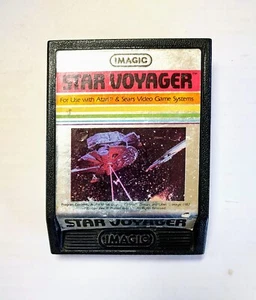 IMAGIC
STAR VOYAGER
For Use with Atari® & Sears Video Game Systems
STAR VOYAGER
IMAGIC